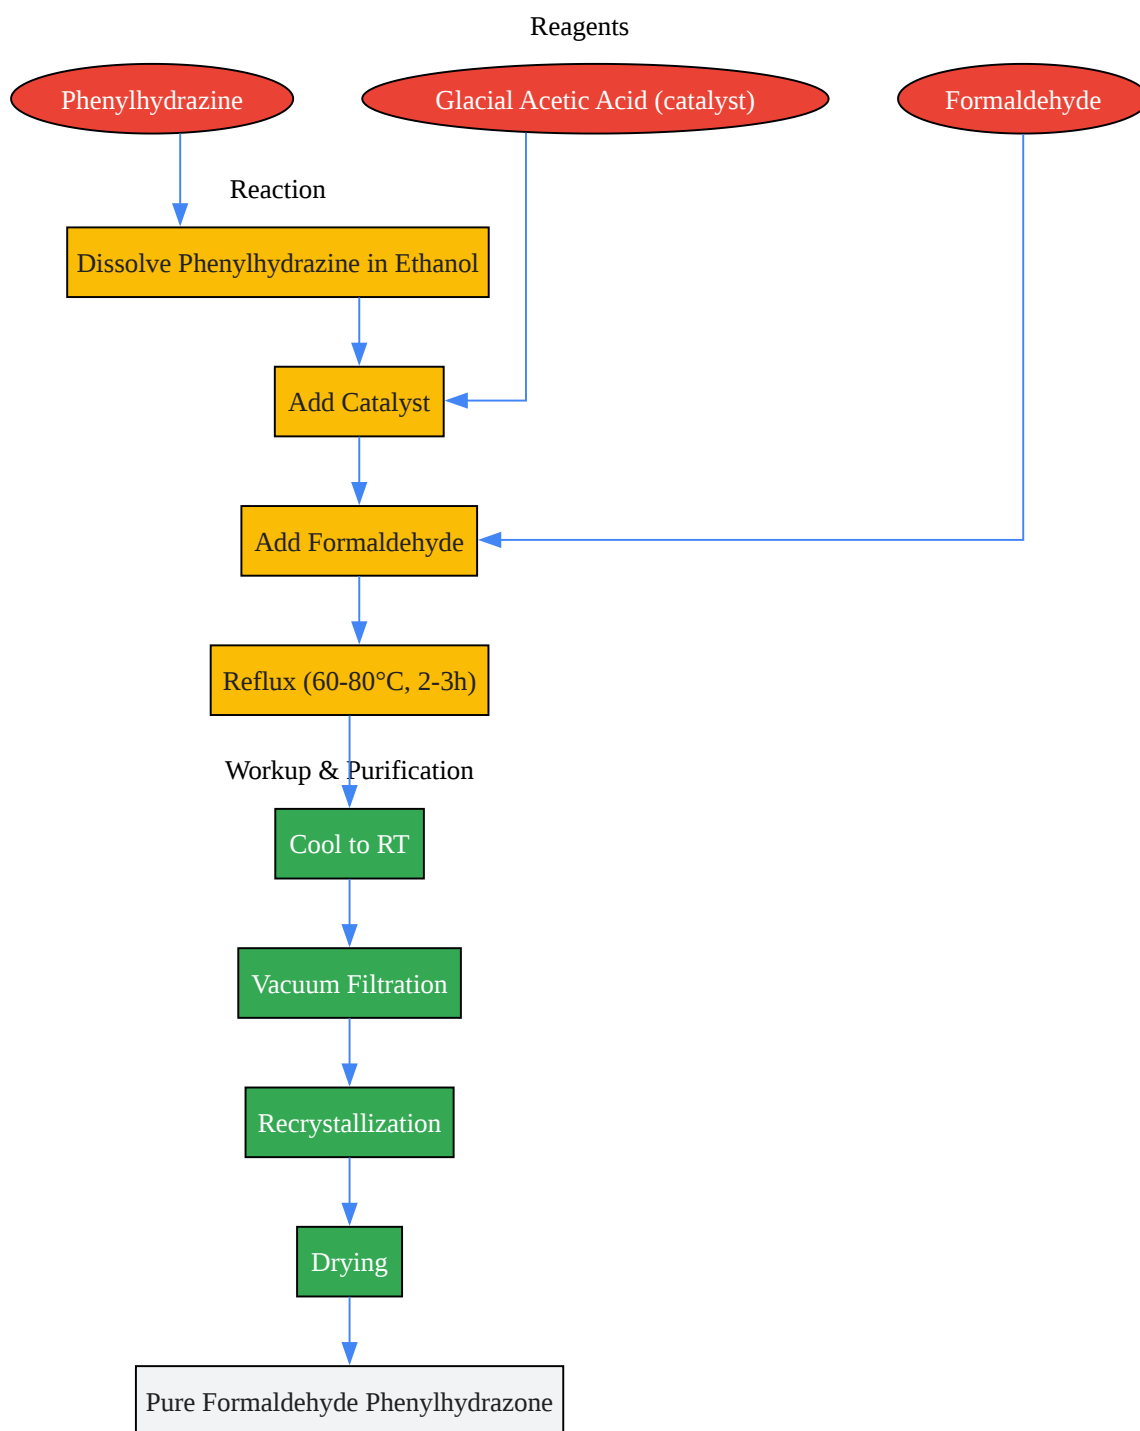 Reagents
Phenylhydrazine
Glacial Acetic Acid (catalyst)
Formaldehyde
Reaction
Dissolve Phenylhydrazine in Ethanol
Add Catalyst
Add Formaldehyde
Reflux (60-80°C, 2-3h)
Workup & Purification
Cool to RT
Vacuum Filtration
Recrystallization
Drying
Pure Formaldehyde Phenylhydrazone